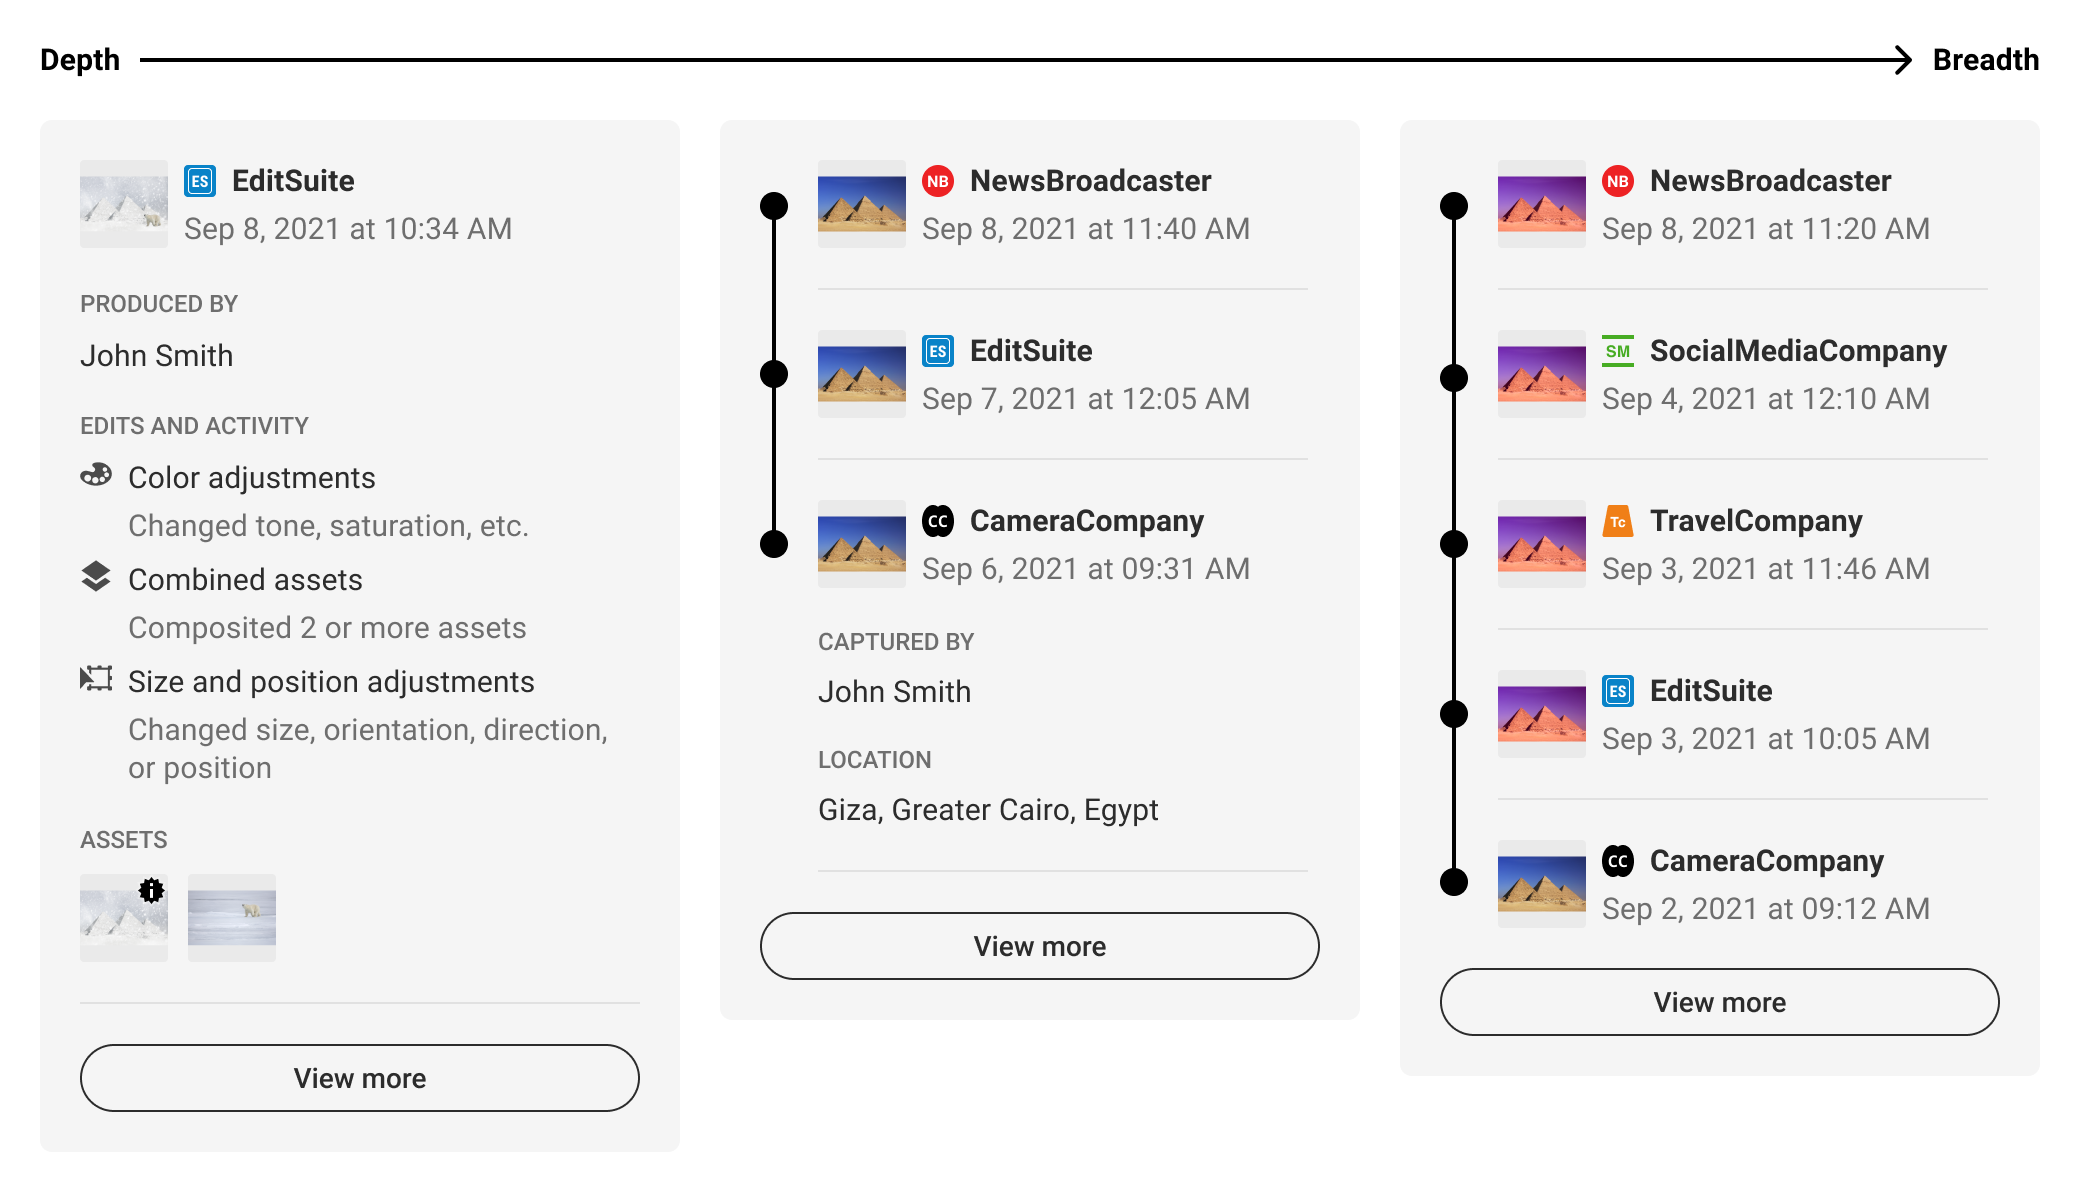 Depth
Breadth
ES EditSuite
Sep 8, 2021 at 10:34 AM
PRODUCED BY
John Smith
EDITS AND ACTIVITY
Color adjustments
Changed tone, saturation, etc.
Combined assets
Composited 2 or more assets
Size and position adjustments
Changed size, orientation, direction,
or position
ASSETS
View more
NB NewsBroadcaster
Sep 8, 2021 at 11:40 AM
ES EditSuite
Sep 7, 2021 at 12:05 AM
CC CameraCompany
Sep 6, 2021 at 09:31 AM
CAPTURED BY
John Smith
LOCATION
Giza, Greater Cairo, Egypt
View more
NB NewsBroadcaster
Sep 8, 2021 at 11:20 AM
SM SocialMediaCompany
Sep 4, 2021 at 12:10 AM
Tc TravelCompany
Sep 3, 2021 at 11:46 AM
ES EditSuite
Sep 3, 2021 at 10:05 AM
CC CameraCompany
Sep 2, 2021 at 09:12 AM
View more